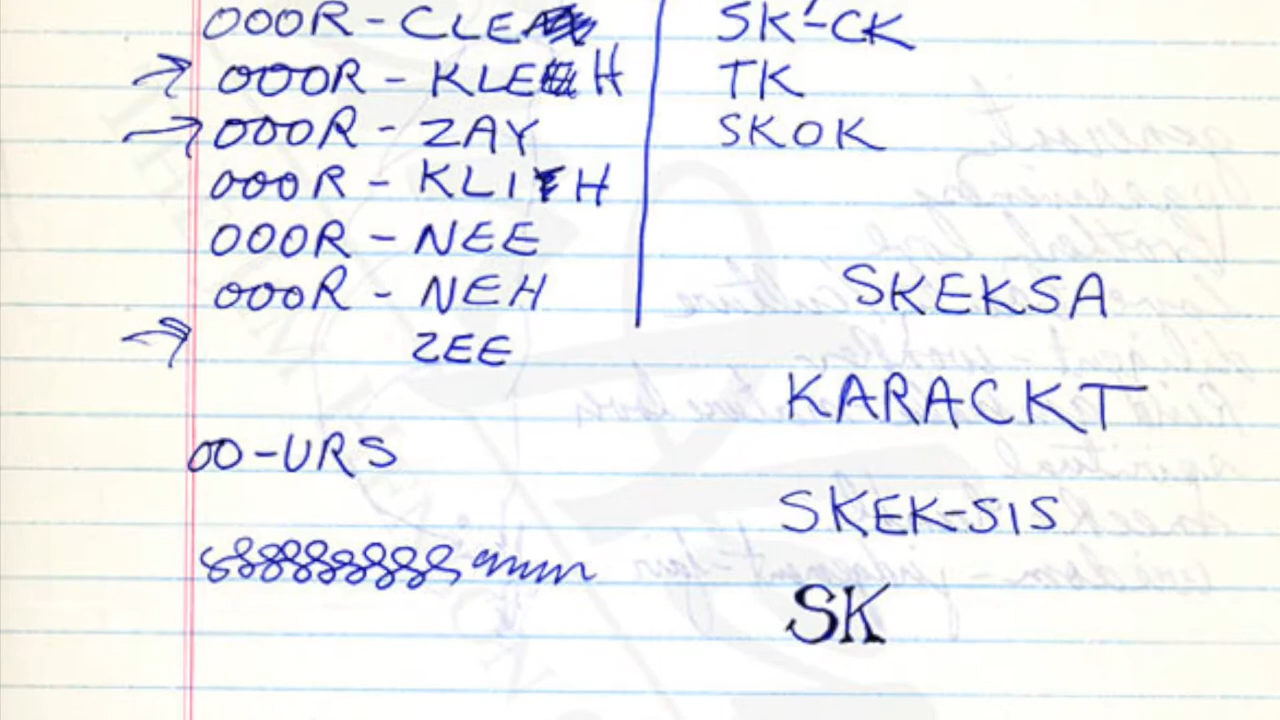 OOOR - CLEA
SK'-CK
OOOR - KLEH
TK
OOOR - ZAY
SKOK
OOOR - KLIH
OOOR - NEE
OOOR - NEH
SKEKSA
ZEE
KARACKT
OO-URS
SKEK-SIS
SK